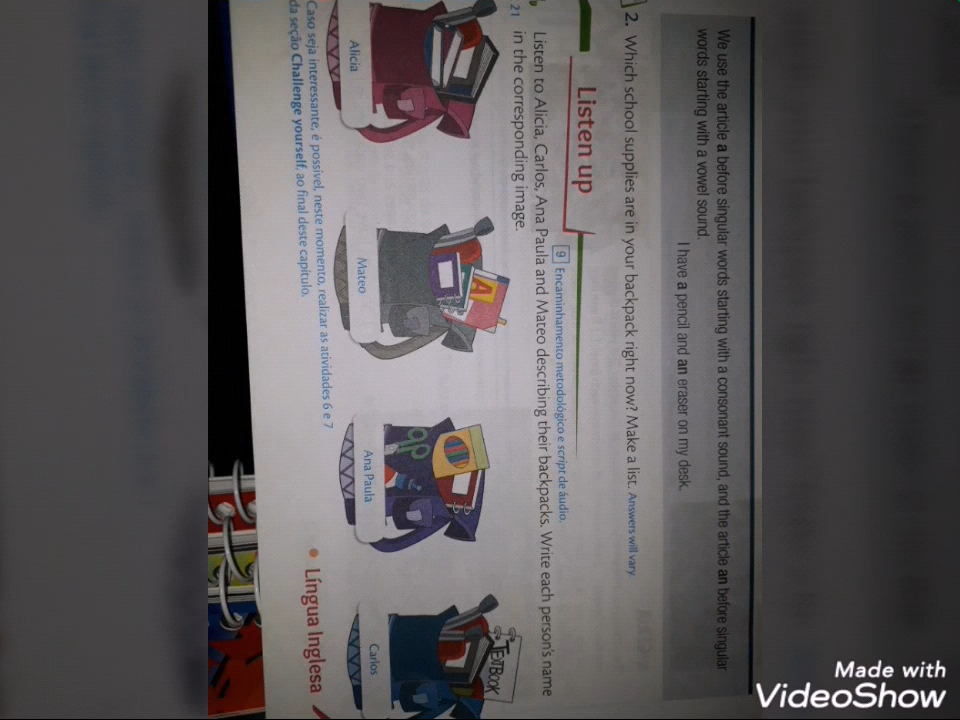 We use the article a before singular words starting with a consonant sound, and the article an before singular
words starting with a vowel sound.
I have a pencil and an eraser on my desk.
2. Which school supplies are in your backpack right now? Make a list. Answers will vary.
Listen up
9 Encaminhamento metodológico e script de áudio.
21 Listen to Alicia, Carlos, Ana Paula and Mateo describing their backpacks. Write each person's name
in the corresponding image.
A
TEXTBOOK
Alicia
Mateo
Ana Paula
Carlos
Caso seja interessante, é possível, neste momento, realizar as atividades 6 e 7
da seção Challenge yourself, ao final deste capítulo.
Língua Inglesa
Made with
VideoShow